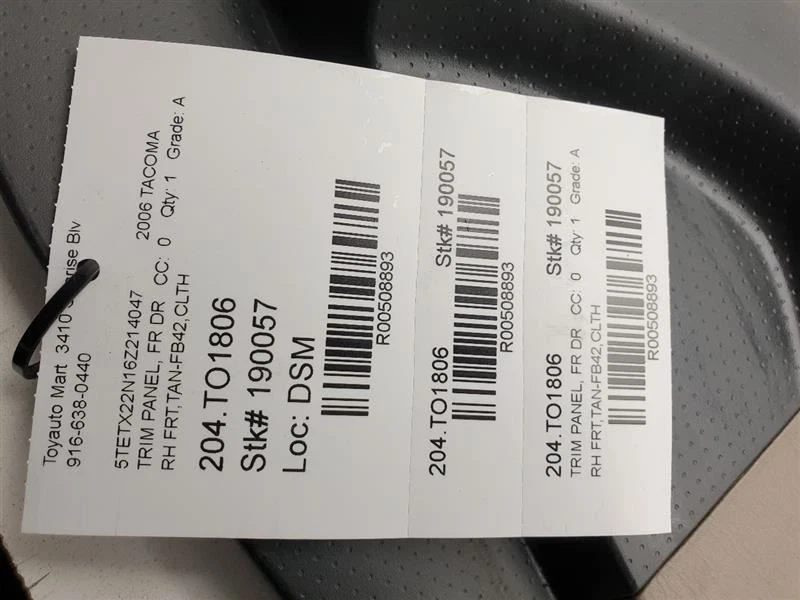 Toyauto Mart 3410 Blv
916-638-0440
5TETX22N16Z214047 2006 TACOMA
TRIM PANEL, FR DR CC: 0 Qty: 1 Grade: A
RH FRT,TAN-FB42,CLTH
204.TO1806
Stk# 190057
Loc: DSM
R00508893
204.TO1806 Stk# 190057
R00508893
204.TO1806 Stk# 190057
TRIM PANEL, FR DR CC: 0 Qty: 1 Grade: A
RH FRT,TAN-FB42,CLTH
R00508893